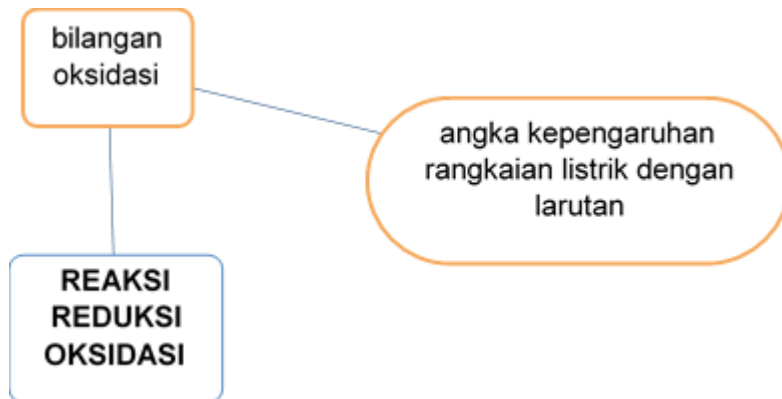 bilangan
oksidasi
angka kepengaruhan
rangkaian listrik dengan
larutan
REAKSI
REDUKSI
OKSIDASI